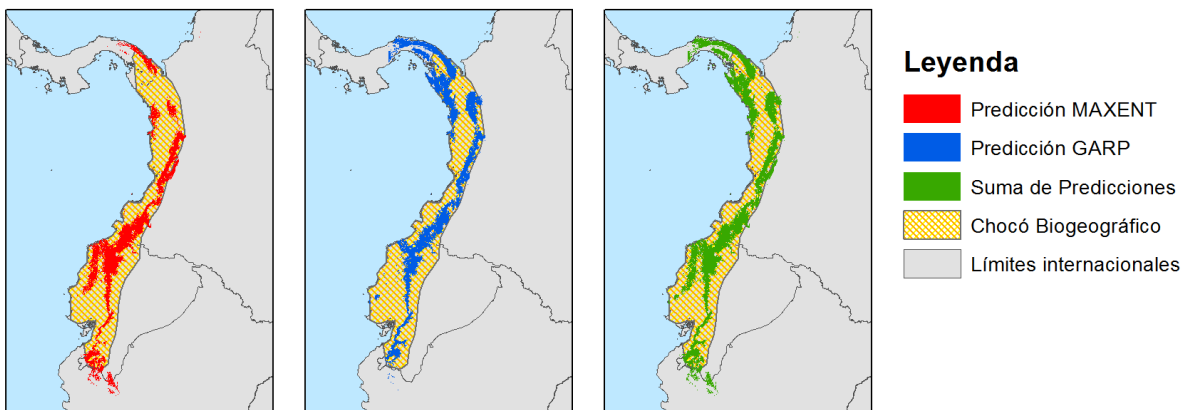 Leyenda
Predicción MAXENT
Predicción GARP
Suma de Predicciones
Chocó Biogeográfico
Límites internacionales